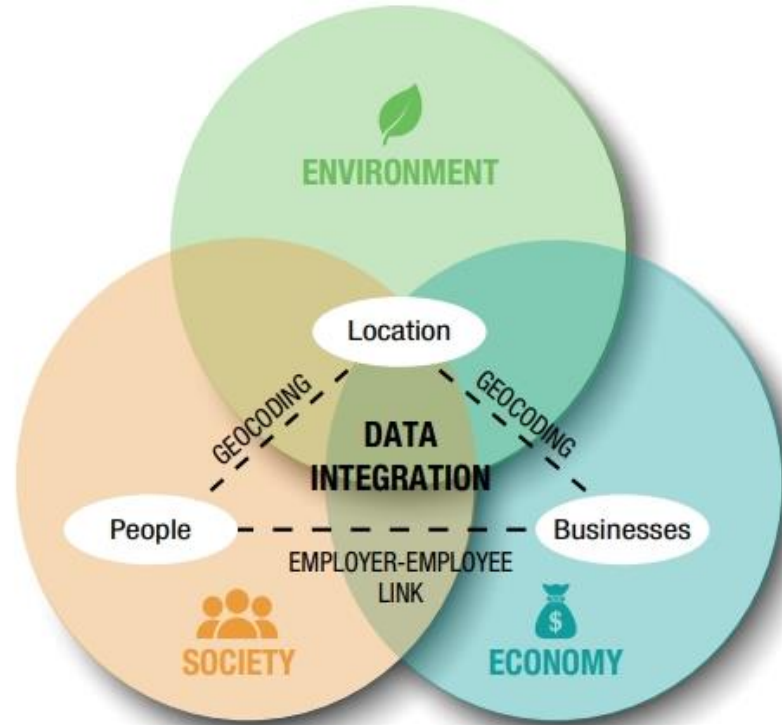 ENVIRONMENT
Location
GEOCODING
GEOCODING
DATA
INTEGRATION
People
Businesses
EMPLOYER-EMPLOYEE
LINK
$
SOCIETY
ECONOMY